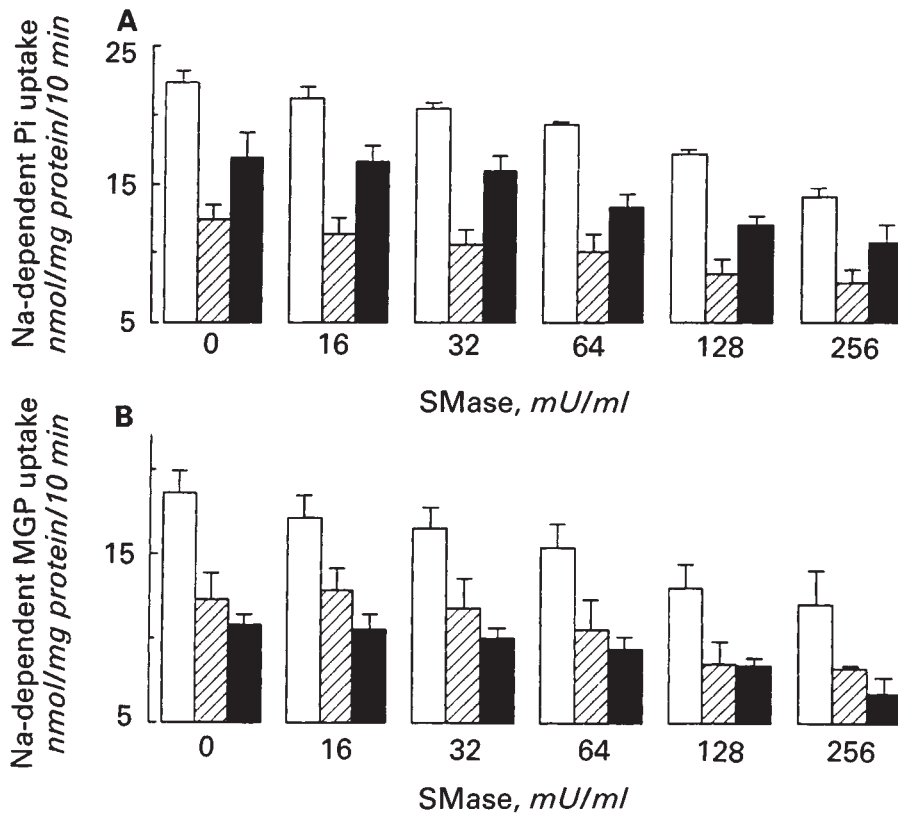 A
Na-dependent Pi uptake
nmol/mg protein/10 min
25
15
5
0 16 32 64 128 256
SMase, mU/ml
B
Na-dependent MGP uptake
nmol/mg protein/10 min
15
5
0 16 32 64 128 256
SMase, mU/ml